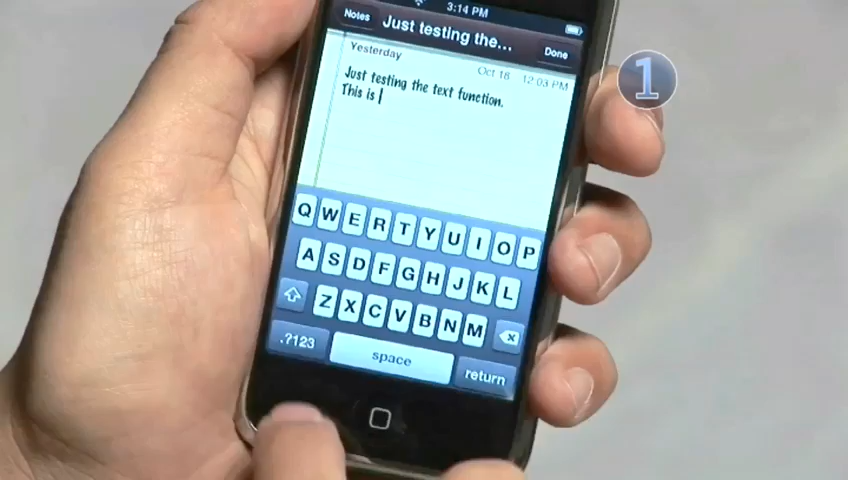 3:14 PM
Notes
Just testing the...
Done
Yesterday
Oct 18 12:03 PM
Just testing the text function.
This is
1
Q W E R T Y U I O P
A S D F G H J K L
Z X C V B N M
.?123
space
return